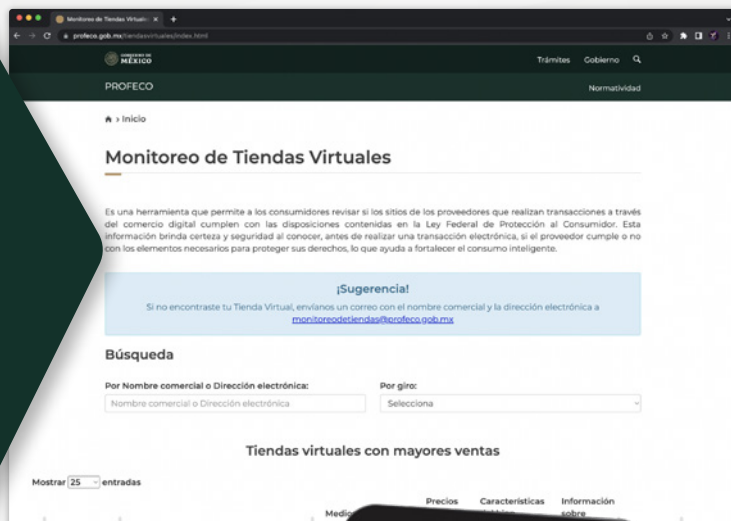 Monitoreo de Tiendas Virtuale
profeco.gob.mx/tiendasvirtuales/index.html
GOBIERNO DE
MÉXICO
Trámites Gobierno
PROFECO
Normatividad
> Inicio
Monitoreo de Tiendas Virtuales
Es una herramienta que permite a los consumidores revisar si los sitios de los proveedores que realizan transacciones a través
del comercio digital cumplen con las disposiciones contenidas en la Ley Federal de Protección al Consumidor. Esta
información brinda certeza y seguridad al conocer, antes de realizar una transacción electrónica, si el proveedor cumple o no
con los elementos necesarios para proteger sus derechos, lo que ayuda a fortalecer el consumo inteligente.
¡Sugerencia!
Si no encontraste tu Tienda Virtual, envíanos un correo con el nombre comercial y la dirección electrónica a
monitoreodetiendas@profeco.gob.mx
Búsqueda
Por Nombre comercial o Dirección electrónica:
Por giro:
Nombre comercial o Dirección electrónica
Selecciona
Tiendas virtuales con mayores ventas
Mostrar 25 entradas
Precios Características Información
sobre